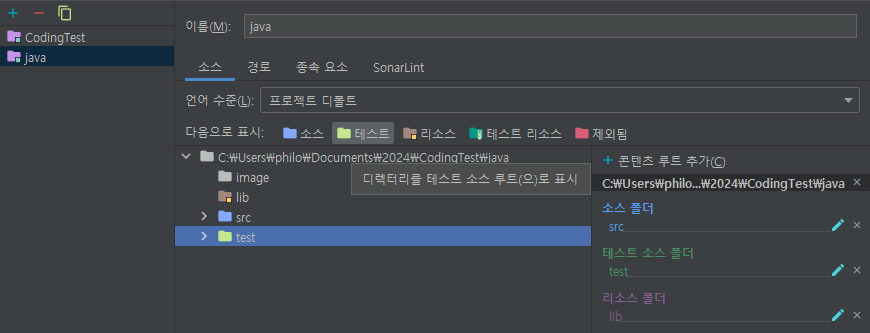 CodingTest
java
이름(M): java
소스 경로 종속 요소 SonarLint
언어 수준(L): 프로젝트 디폴트
다음으로 표시: 소스 테스트 리소스 테스트 리소스 제외됨
C:₩Users₩philo₩Documents₩2024₩CodingTest₩java
image
lib
src
test
디렉터리를 테스트 소스 루트(으)로 표시
콘텐츠 루트 추가(C)
C:₩Users₩philo...₩2024₩CodingTest₩java
소스 폴더
src
테스트 소스 폴더
test
리소스 폴더
lib